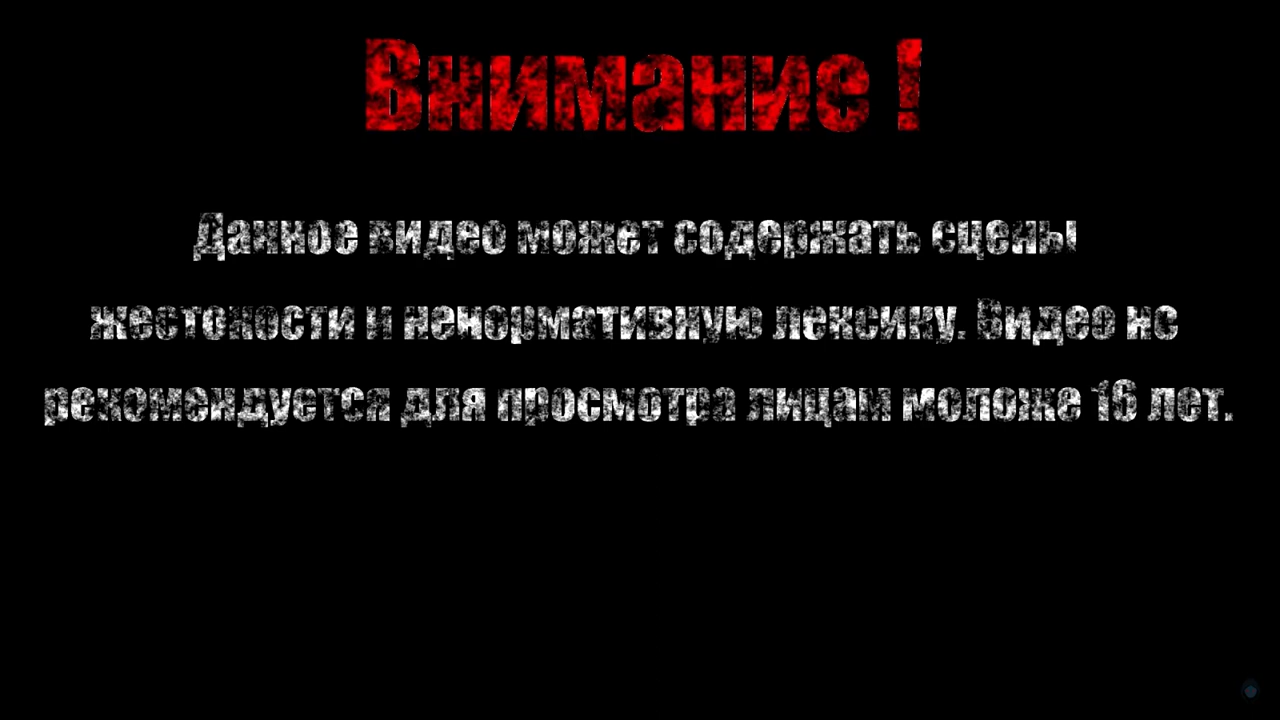 Внимание !
Данное видео может содержать сцены
жестокости и ненормативную лексику. Видео не
рекомендуется для просмотра лицам моложе 16 лет.